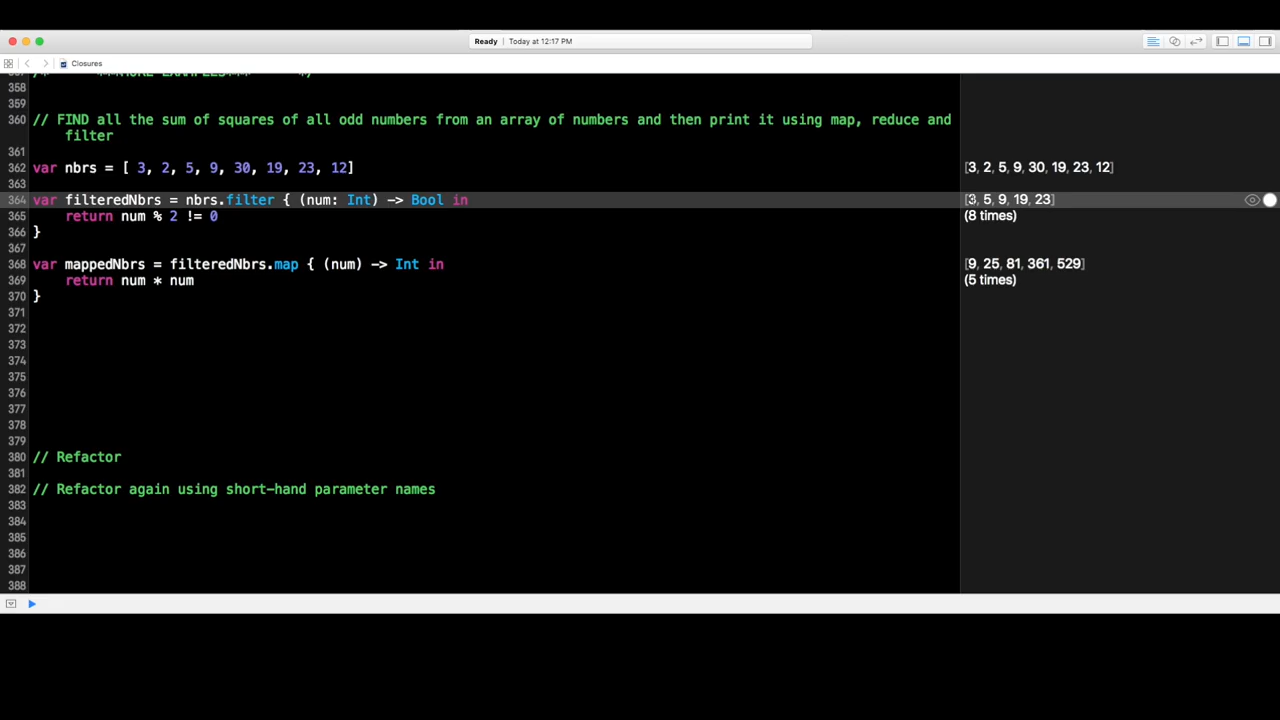 Ready | Today at 12:17 PM
Closures
358
359
360 // FIND all the sum of squares of all odd numbers from an array of numbers and then print it using map, reduce and
filter
361
362 var nbrs = [ 3, 2, 5, 9, 30, 19, 23, 12] [3, 2, 5, 9, 30, 19, 23, 12]
363
364 var filteredNbrs = nbrs.filter { (num: Int) -> Bool in [3, 5, 9, 19, 23]
365 return num % 2 != 0 (8 times)
366 }
367
368 var mappedNbrs = filteredNbrs.map { (num) -> Int in [9, 25, 81, 361, 529]
369 return num * num (5 times)
370 }
371
372
373
374
375
376
377
378
379
380 // Refactor
381
382 // Refactor again using short-hand parameter names
383
384
385
386
387
388